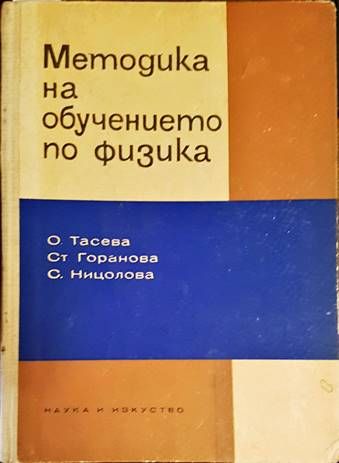 Методика
на
обучението
по физика
О. Тасева
Ст Горанова
С. Ницолова
НАУКА И ИЗКУСТВО